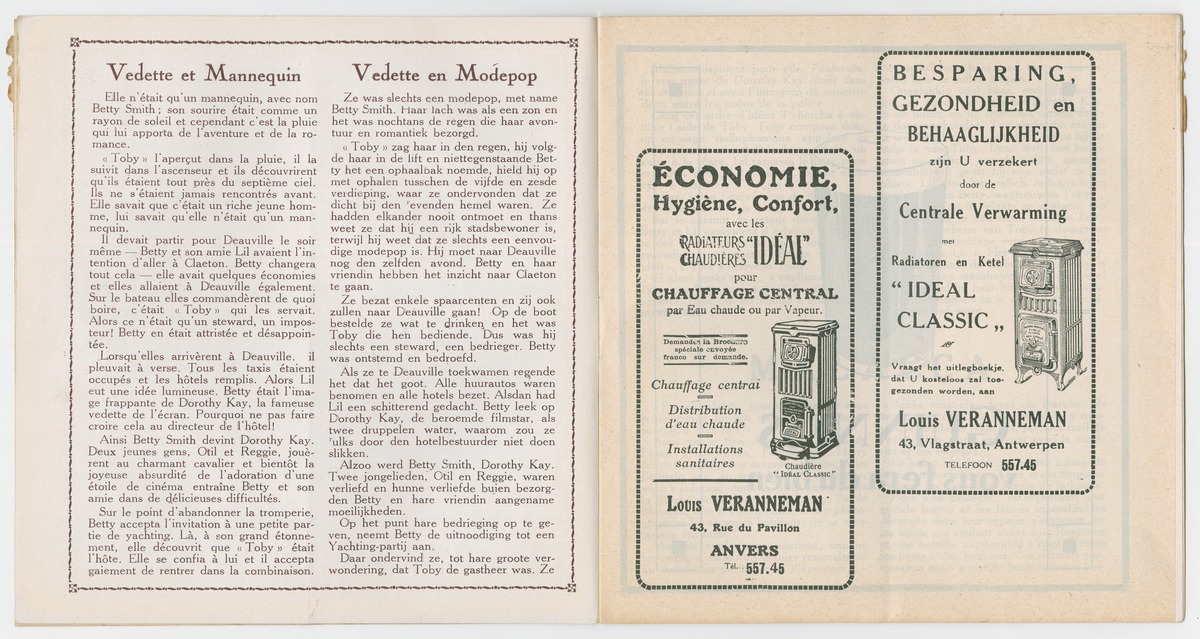 Vedette et Mannequin
Elle n'était qu'un mannequin, avec nom
Betty Smith ; son sourire était comme un
rayon de soleil et cependant c'est la pluie
qui lui apporta de l'aventure et de la ro-
mance.
« Toby » l'aperçut dans la pluie, il la
suivit dans l'ascenseur et ils découvrirent
qu'ils étaient tout près du septième ciel.
Ils ne s'étaient jamais rencontrés avant.
Elle savait que c'était un riche jeune hom-
me, lui savait qu'elle n'était qu'un man-
nequin.
Il devait partir pour Deauville le soir
même — Betty et son amie Lil avaient l'in-
tention d'aller à Claeton. Betty changera
tout cela — elle avait quelques économies
et elles allaient à Deauville également.
Sur le bateau elles commandèrent de quoi
boire, c'était « Toby » qui les servait.
Alors ce n'était qu'un steward, un impos-
teur! Betty en était attristée et désappoin-
tée.
Lorsqu'elles arrivèrent à Deauville. il
pleuvait à verse. Tous les taxis étaient
occupés et les hôtels remplis. Alors Lil
eut une idée lumineuse. Betty était l'ima-
ge frappante de Dorothy Kay, la fameuse
vedette de l'écran. Pourquoi ne pas faire
croire cela au directeur de l'hôtel!
Ainsi Betty Smith devint Dorothy Kay.
Deux jeunes gens, Otil et Reggie, jouè-
rent au charmant cavalier et bientôt la
joyeuse absurdité de l'adoration d'une
étoile de cinéma entraîne Betty et son
amie dans de délicieuses difficultés.
Sur le point d'abandonner la tromperie,
Betty accepta l'invitation à une petite par-
tie de yachting. Là, à son grand étonne-
ment, elle découvrit que « Toby » était
l'hôte. Elle se confia à lui et il accepta
gaiement de rentrer dans la combinaison.
Vedette en Modepop
Ze was slechts een modepop, met name
Betty Smith. Haar lach was als een zon en
het was nochtans de regen die haar avon-
tuur en romantiek bezorgd.
« Toby » zag haar in den regen, hij volg-
de haar in de lift en niettegenstaande Bet-
ty het een ophaalbak noemde, hield hij op
met ophalen tusschen de vijfde en zesde
verdieping, waar ze ondervonden dat ze
dicht bij den evenden hemel waren. Ze
hadden elkander nooit ontmoet en thans
weet ze dat hij een rijk stadsbewoner is,
terwijl hij weet dat ze slechts een eenvou-
dige modepop is. Hij moet naar Deauville
nog den zelfden avond. Betty en haar
vriendin hebben het inzicht naar Claeton
te gaan.
Ze bezat enkele spaarcenten en zij ook
zullen naar Deauville gaan! Op de boot
bestelde ze wat te drinken en het was
Toby die hen bediende. Dus was hij
slechts een steward, een bedrieger. Betty
was ontstemd en bedroefd.
Als ze te Deauville toekwamen regende
het dat het goot. Alle huurautos waren
benomen en alle hotels bezet. Alsdan had
Lil een schitterend gedacht. Betty leek op
Dorothy Kay, de beroemde filmstar, als
twee druppelen water, waarom zou ze
zulks door den hotelbestuurder niet doen
slikken.
Alzoo werd Betty Smith, Dorothy Kay.
Twee jongelieden, Otil en Reggie, waren
verliefd en hunne verliefde buien bezorg-
den Betty en hare vriendin aangename
moeilijkheden.
Op het punt hare bedrieging op te ge-
ven, neemt Betty de uitnoodiging tot een
Yachting-partij aan.
Daar ondervind ze, tot hare groote ver-
wondering, dat Toby de gastheer was. Ze
ÉCONOMIE,
Hygiène, Confort,
avec les
RADIATEURS "IDÉAL"
CHAUDIÈRES
pour
CHAUFFAGE CENTRAL
par Eau chaude ou par Vapeur.
Demandez la Brochure
spéciale envoyée
franco sur demande.
Chauffage central
Distribution
d'eau chaude
Installations
sanitaires
Chaudière
"IDÉAL CLASSIC"
Louis VERANNEMAN
43, Rue du Pavillon
ANVERS
Tél. : 557.45
BESPARING,
GEZONDHEID en
BEHAAGLIJKHEID
zijn U verzekert
door de
Centrale Verwarming
met
Radiatoren en Ketel
" IDEAL
CLASSIC „
Vraagt het uitlegboekje,
dat U kosteloos zal toe-
gezonden worden, aan
Louis VERANNEMAN
43, Vlagstraat, Antwerpen
TELEFOON 557.45